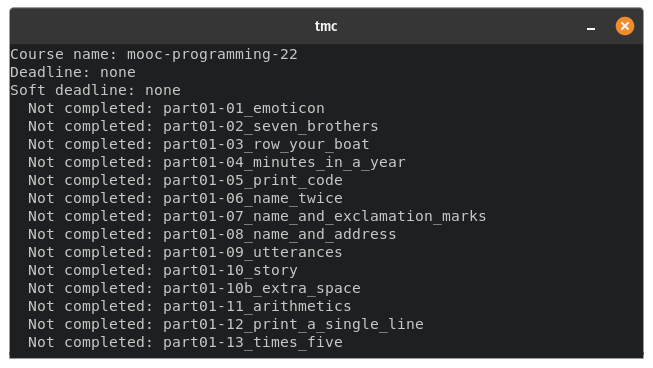 tmc
Course name: mooc-programming-22
Deadline: none
Soft deadline: none
Not completed: part01-01_emoticon
Not completed: part01-02_seven_brothers
Not completed: part01-03_row_your_boat
Not completed: part01-04_minutes_in_a_year
Not completed: part01-05_print_code
Not completed: part01-06_name_twice
Not completed: part01-07_name_and_exclamation_marks
Not completed: part01-08_name_and_address
Not completed: part01-09_utterances
Not completed: part01-10_story
Not completed: part01-10b_extra_space
Not completed: part01-11_arithmetics
Not completed: part01-12_print_a_single_line
Not completed: part01-13_times_five